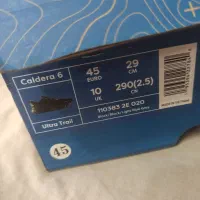 Caldera 6
Ultra Trail
45
EURO
29
CM
10
UK
290(2.5)
110383 2E 020
45